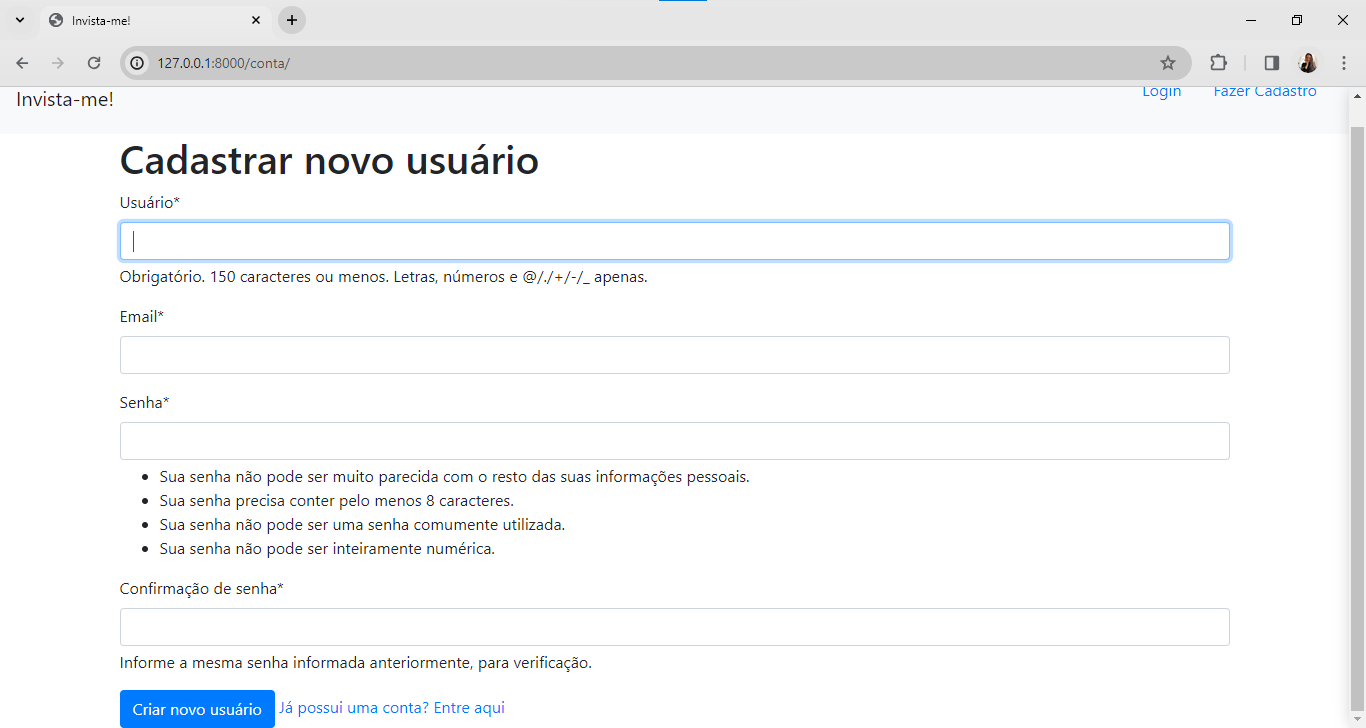 Invista-me!
127.0.0.1:8000/conta/
Invista-me!
Login
Fazer Cadastro
Cadastrar novo usuário
Usuário*
Obrigatório. 150 caracteres ou menos. Letras, números e @/./+/-/_ apenas.
Email*
Senha*
• Sua senha não pode ser muito parecida com o resto das suas informações pessoais.
• Sua senha precisa conter pelo menos 8 caracteres.
• Sua senha não pode ser uma senha comumente utilizada.
• Sua senha não pode ser inteiramente numérica.
Confirmação de senha*
Informe a mesma senha informada anteriormente, para verificação.
Criar novo usuário Já possui uma conta? Entre aqui